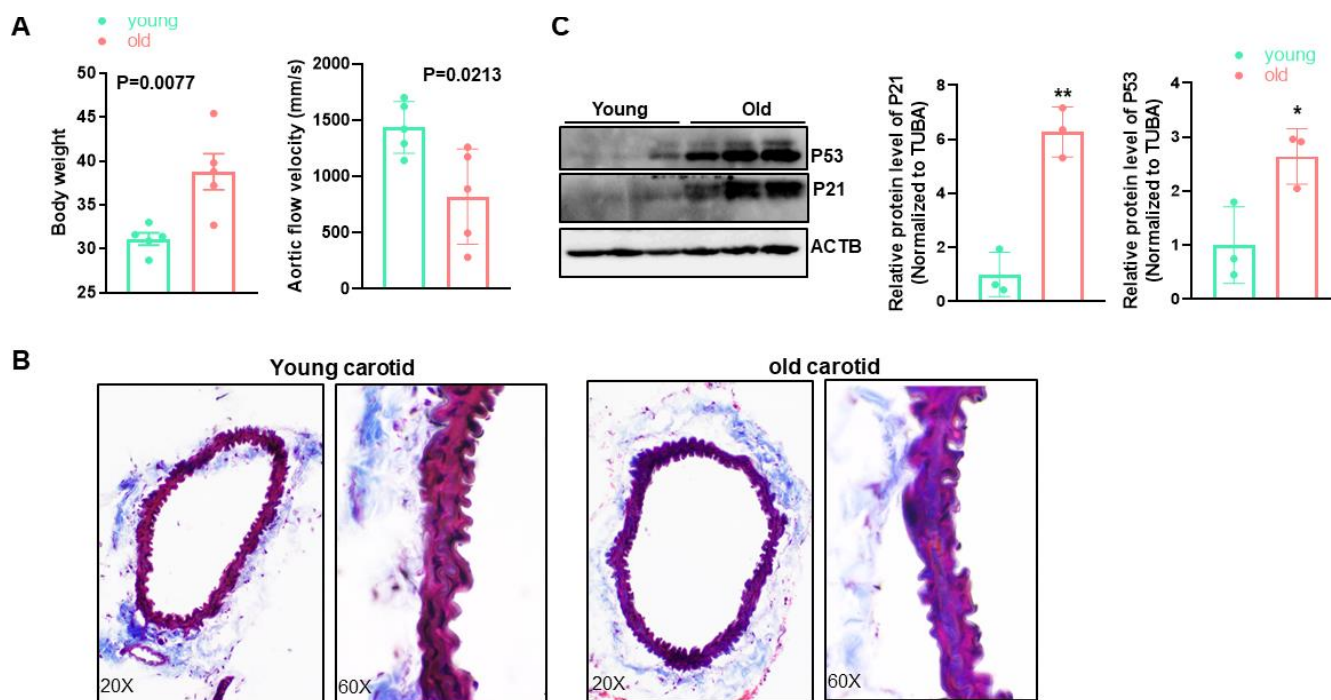 A
young
old
50
45
40
35
30
25
P=0.0077
Body weight
2000
1500
1000
500
0
P=0.0213
Aortic flow velocity (mm/s)
C
Young Old
P53
P21
ACTB
8
6
4
2
0
**
Relative protein level of P21
(Normalized to TUBA)
young
old
4
3
2
1
0
*
Relative protein level of P53
(Normalized to TUBA)
B
Young carotid
old carotid
20X
60X
20X
60X